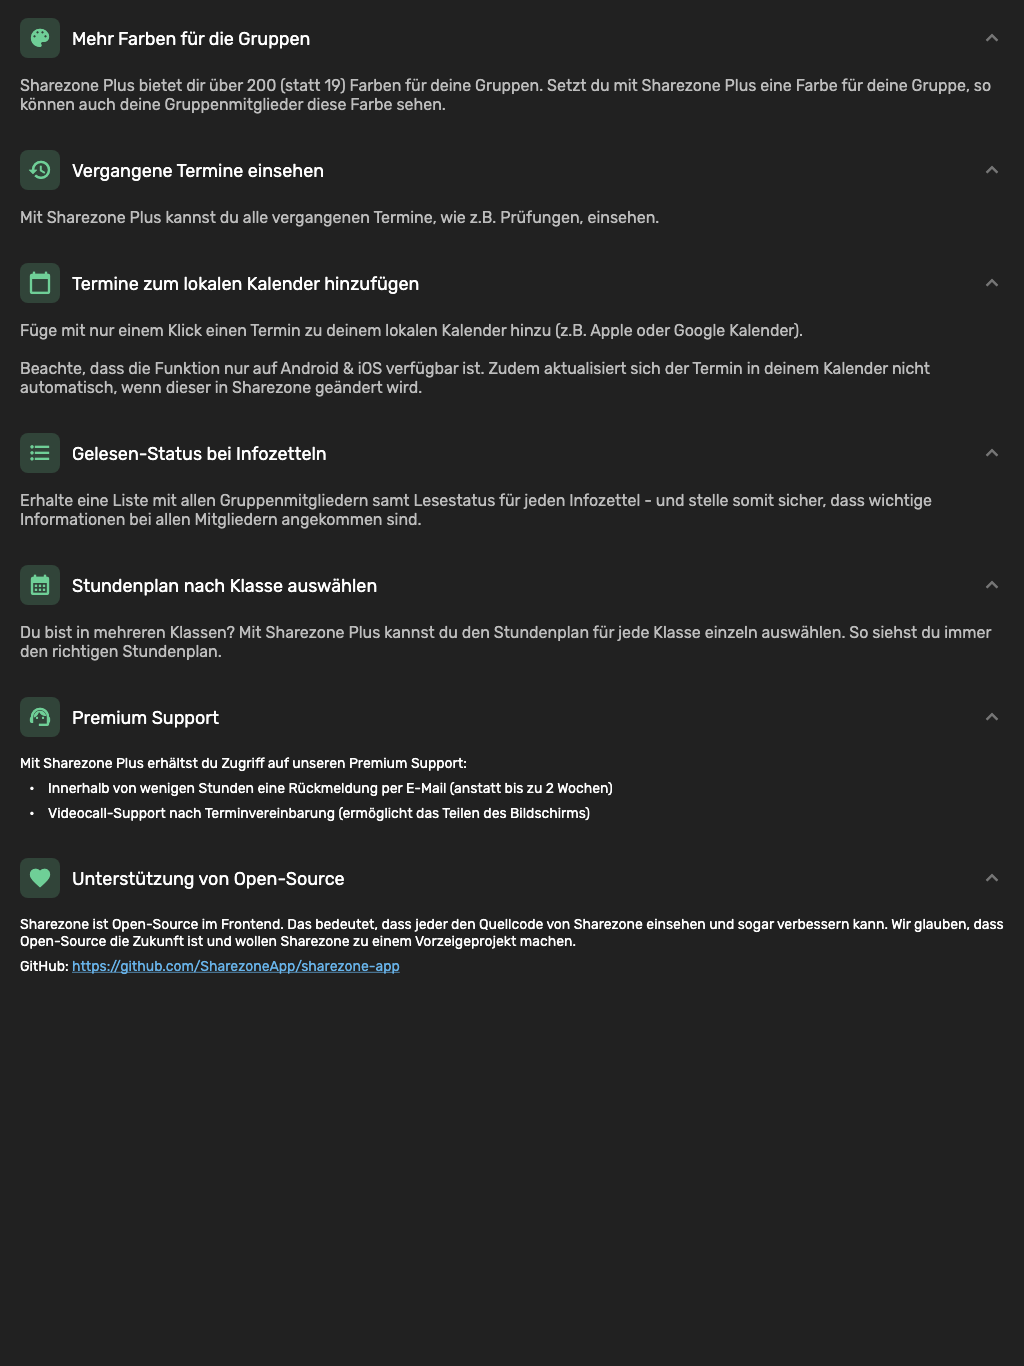 Mehr Farben für die Gruppen
Sharezone Plus bietet dir über 200 (statt 19) Farben für deine Gruppen. Setzt du mit Sharezone Plus eine Farbe für deine Gruppe, so
können auch deine Gruppenmitglieder diese Farbe sehen.
Vergangene Termine einsehen
Mit Sharezone Plus kannst du alle vergangenen Termine, wie z.B. Prüfungen, einsehen.
Termine zum lokalen Kalender hinzufügen
Füge mit nur einem Klick einen Termin zu deinem lokalen Kalender hinzu (z.B. Apple oder Google Kalender).
Beachte, dass die Funktion nur auf Android & iOS verfügbar ist. Zudem aktualisiert sich der Termin in deinem Kalender nicht
automatisch, wenn dieser in Sharezone geändert wird.
Gelesen-Status bei Infozetteln
Erhalte eine Liste mit allen Gruppenmitgliedern samt Lesestatus für jeden Infozettel - und stelle somit sicher, dass wichtige
Informationen bei allen Mitgliedern angekommen sind.
Stundenplan nach Klasse auswählen
Du bist in mehreren Klassen? Mit Sharezone Plus kannst du den Stundenplan für jede Klasse einzeln auswählen. So siehst du immer
den richtigen Stundenplan.
Premium Support
Mit Sharezone Plus erhältst du Zugriff auf unseren Premium Support:
• Innerhalb von wenigen Stunden eine Rückmeldung per E-Mail (anstatt bis zu 2 Wochen)
• Videocall-Support nach Terminvereinbarung (ermöglicht das Teilen des Bildschirms)
Unterstützung von Open-Source
Sharezone ist Open-Source im Frontend. Das bedeutet, dass jeder den Quellcode von Sharezone einsehen und sogar verbessern kann. Wir glauben, dass
Open-Source die Zukunft ist und wollen Sharezone zu einem Vorzeigeprojekt machen.
GitHub: https://github.com/SharezoneApp/sharezone-app